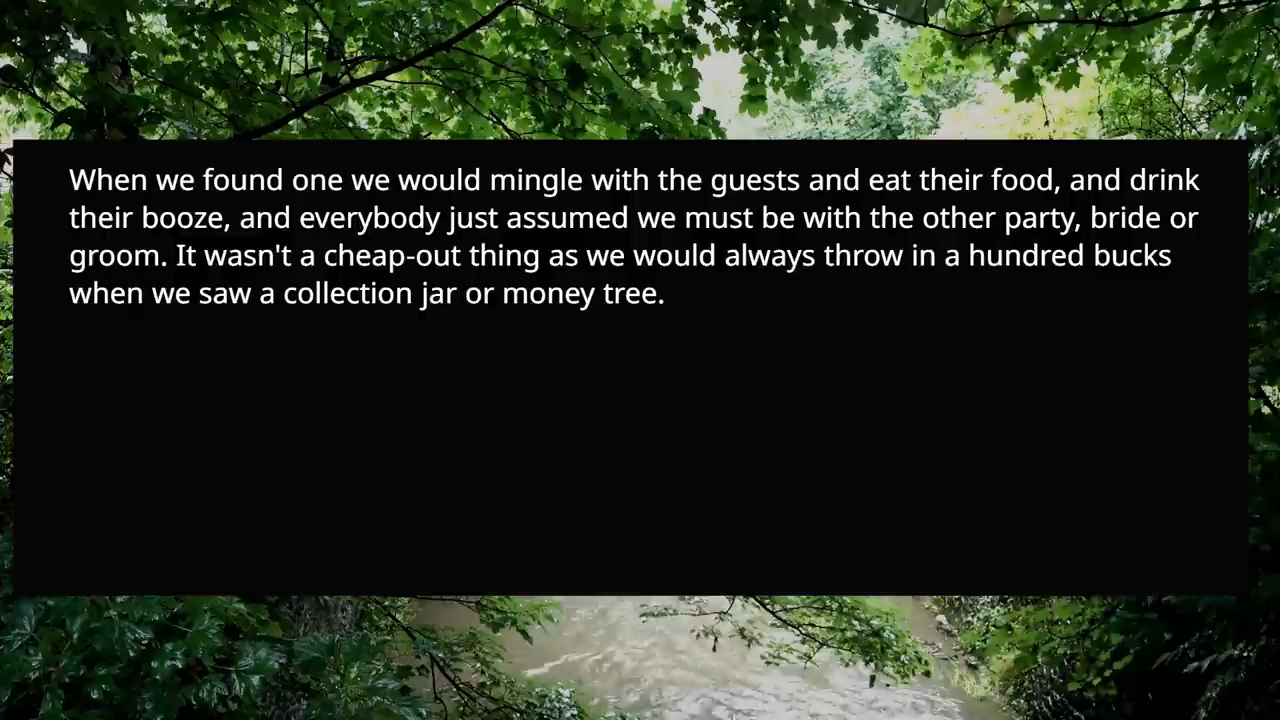 When we found one we would mingle with the guests and eat their food, and drink
their booze, and everybody just assumed we must be with the other party, bride or
groom. It wasn't a cheap-out thing as we would always throw in a hundred bucks
when we saw a collection jar or money tree.